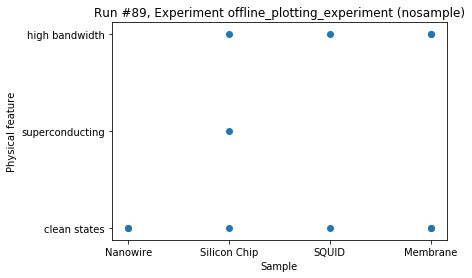 Run #89, Experiment offline_plotting_experiment (nosample)
high bandwidth
superconducting
clean states
Physical feature
Nanowire
Silicon Chip
SQUID
Membrane
Sample